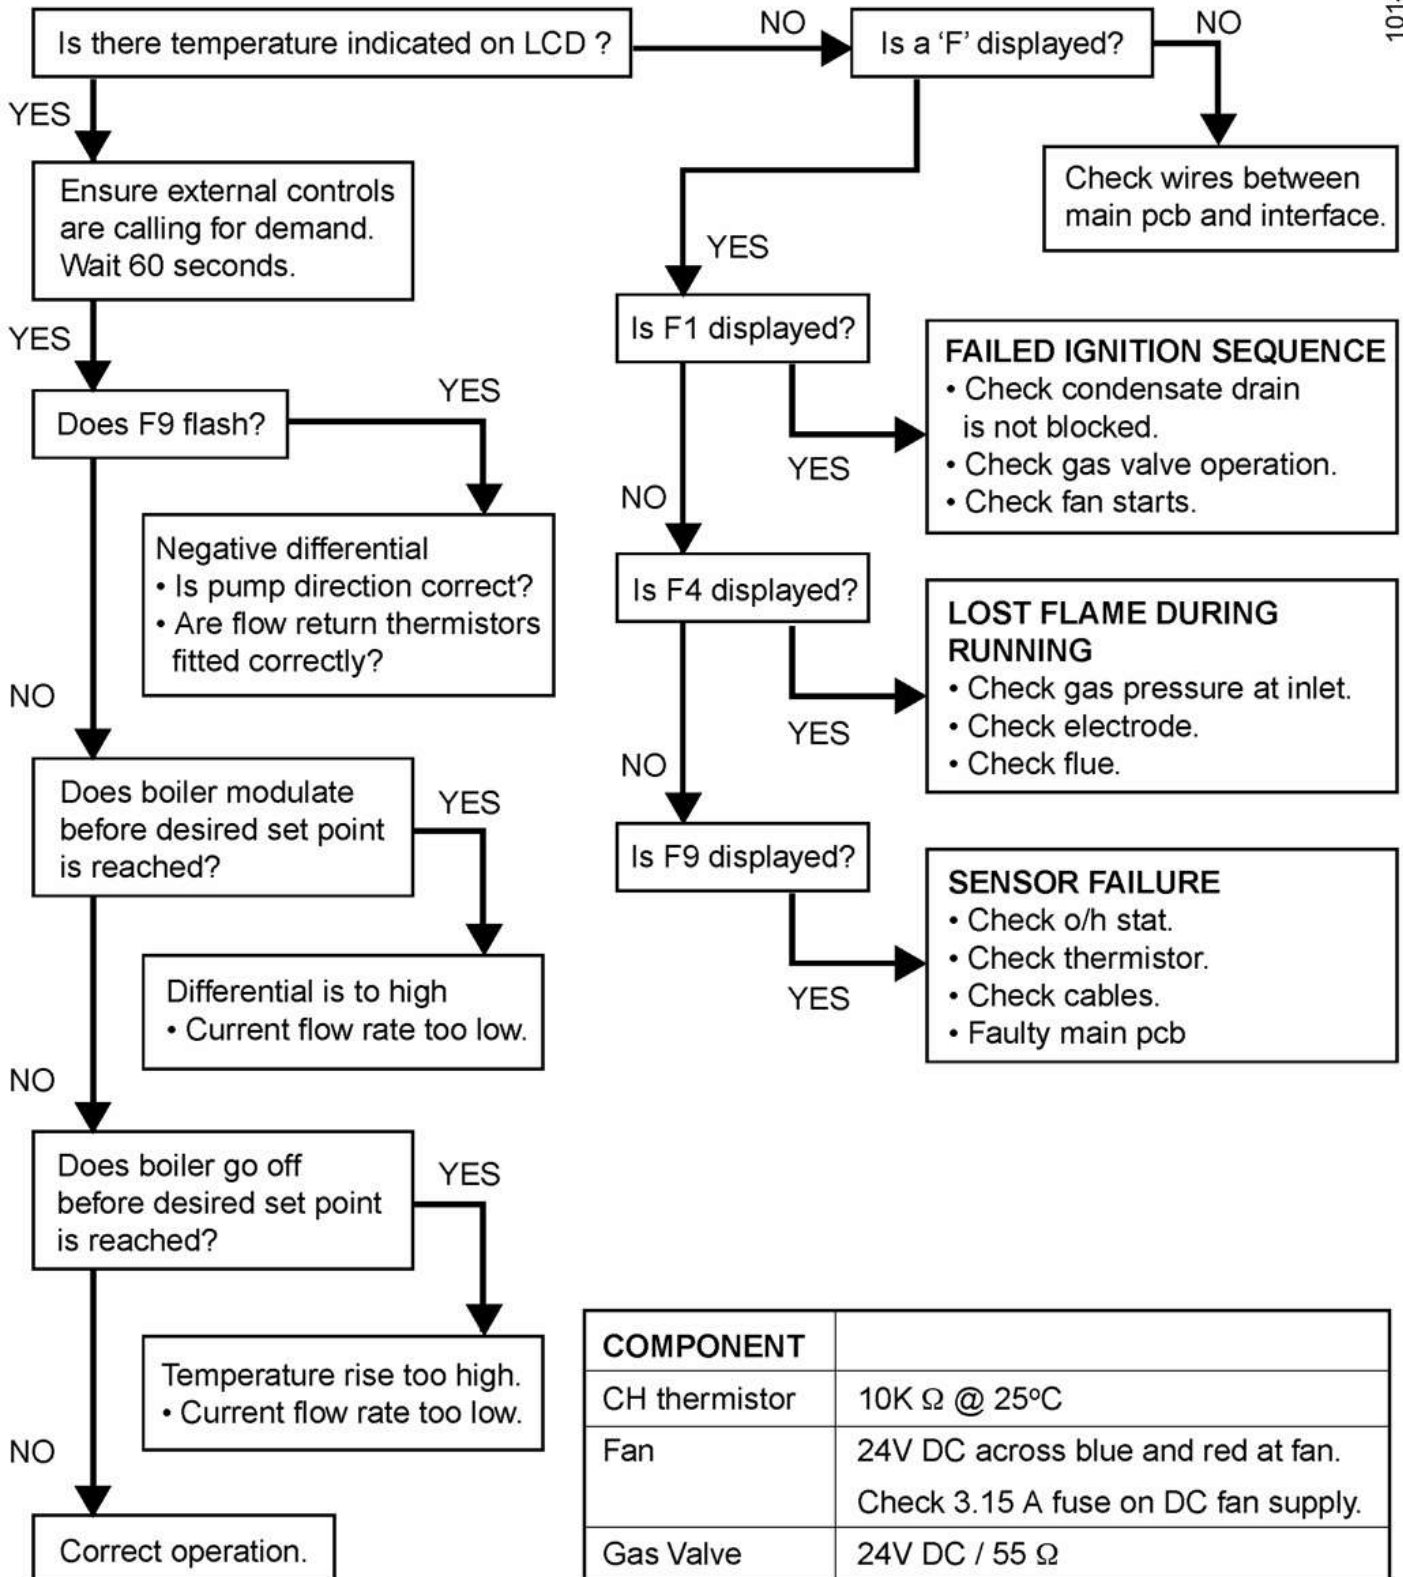 Is there temperature indicated on LCD ?
NO
Is a ‘F’ displayed?
NO
YES
Ensure external controls
are calling for demand.
Wait 60 seconds.
Check wires between
main pcb and interface.
YES
YES
Does F9 flash?
YES
Negative differential
• Is pump direction correct?
• Are flow return thermistors
fitted correctly?
NO
Does boiler modulate
before desired set point
is reached?
YES
Differential is to high
• Current flow rate too low.
NO
Does boiler go off
before desired set point
is reached?
YES
Temperature rise too high.
• Current flow rate too low.
NO
Correct operation.
Is F1 displayed?
YES
FAILED IGNITION SEQUENCE
• Check condensate drain
is not blocked.
• Check gas valve operation.
• Check fan starts.
NO
Is F4 displayed?
YES
LOST FLAME DURING
RUNNING
• Check gas pressure at inlet.
• Check electrode.
• Check flue.
NO
Is F9 displayed?
YES
SENSOR FAILURE
• Check o/h stat.
• Check thermistor.
• Check cables.
• Faulty main pcb
COMPONENT
CH thermistor 10K Ω @ 25ºC
Fan 24V DC across blue and red at fan.
Check 3.15 A fuse on DC fan supply.
Gas Valve 24V DC / 55 Ω